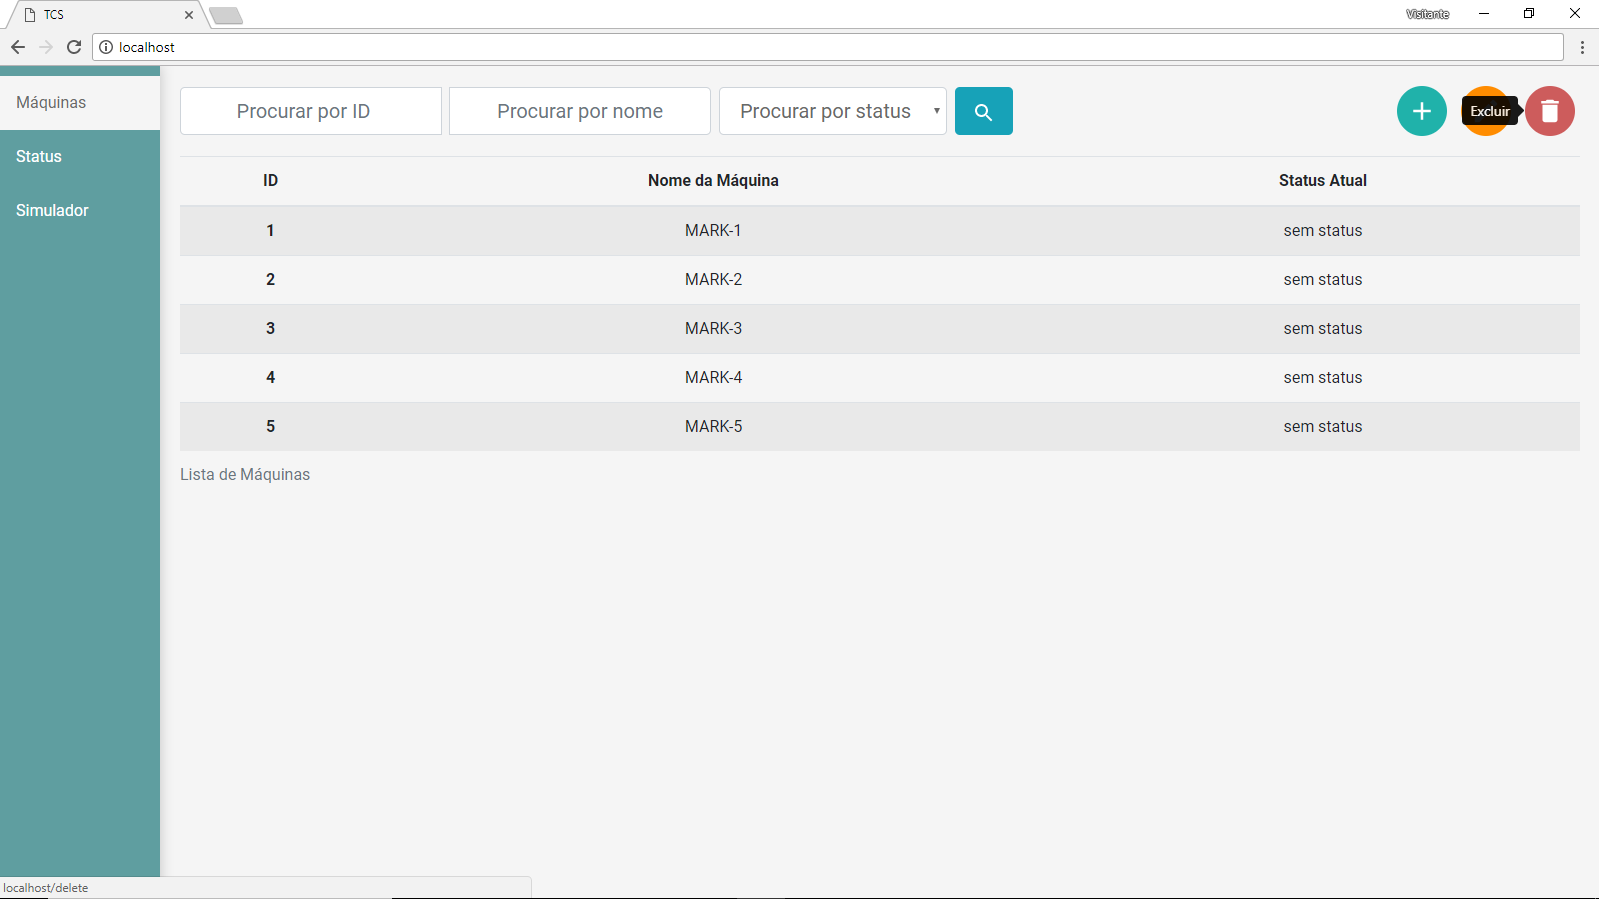 TCS
Visitante
localhost
Máquinas
Status
Simulador
Procurar por ID
Procurar por nome
Procurar por status
Excluir
ID Nome da Máquina Status Atual
1 MARK-1 sem status
2 MARK-2 sem status
3 MARK-3 sem status
4 MARK-4 sem status
5 MARK-5 sem status
Lista de Máquinas
localhost/delete